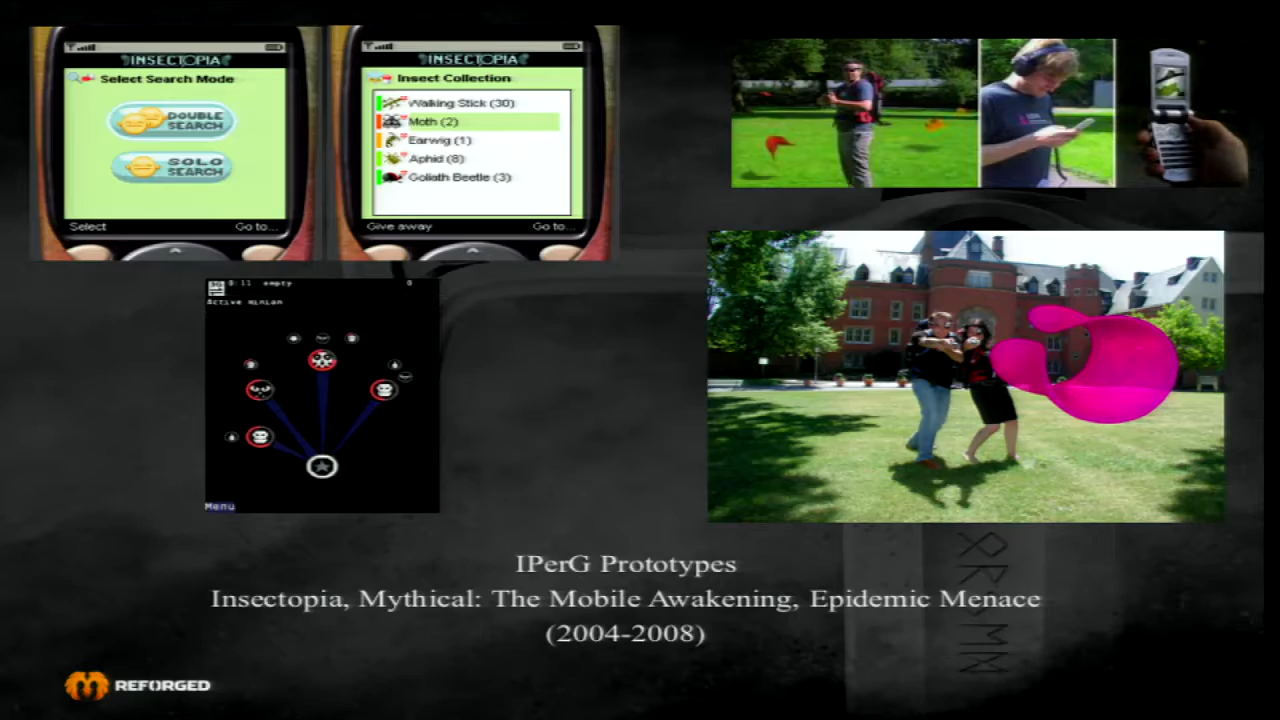 INSECTOPIA
Select Search Mode
DOUBLE
SEARCH
SOLO
SEARCH
Select
Go to...
INSECTOPIA
Insect Collection
Walking Stick (30)
Moth (2)
Earwig (1)
Aphid (8)
Goliath Beetle (3)
Give away
Go to...
empty
0
Menu
IPerG Prototypes
Insectopia, Mythical: The Mobile Awakening, Epidemic Menace
(2004-2008)
REFORGED